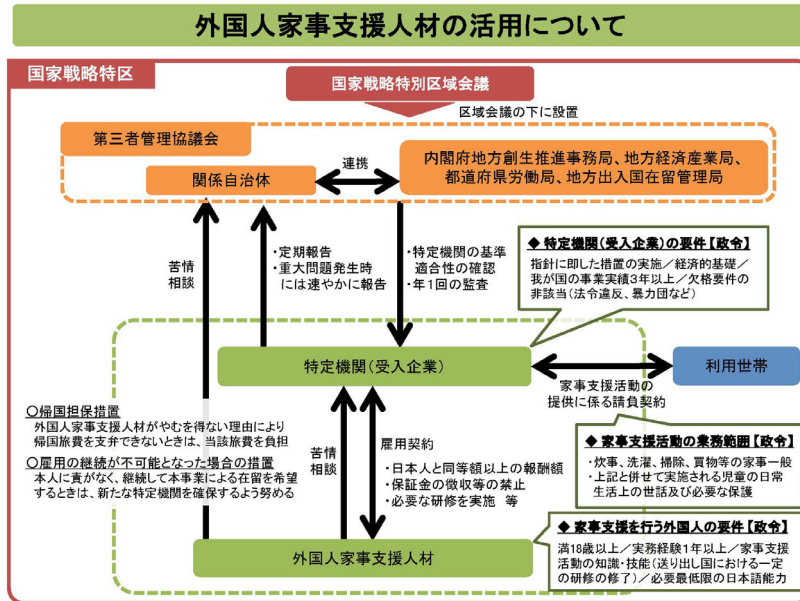 外国人家事支援人材の活用について
国家戦略特区
国家戦略特別区域会議
区域会議の下に設置
第三者管理協議会
関係自治体
連携
内閣府地方創生推進事務局、地方経済産業局、
都道府県労働局、地方出入国在留管理局
苦情
相談
・定期報告
・重大問題発生時
には速やかに報告
・特定機関の基準
適合性の確認
・年1回の監査
◆ 特定機関(受入企業)の要件【政令】
指針に即した措置の実施/経済的基礎/
我が国の事業実績3年以上/欠格要件の
非該当(法令違反、暴力団など)
特定機関(受入企業)
利用世帯
家事支援活動の
提供に係る請負契約
〇帰国担保措置
外国人家事支援人材がやむを得ない理由により
帰国旅費を支弁できないときは、当該旅費を負担
〇雇用の継続が不可能となった場合の措置
本人に責がなく、継続して本事業による在留を希望
するときは、新たな特定機関を確保するよう努める
苦情
相談
雇用契約
・日本人と同等額以上の報酬額
・保証金の徴収等の禁止
・必要な研修を実施 等
◆ 家事支援活動の業務範囲【政令】
・炊事、洗濯、掃除、買物等の家事一般
・上記と併せて実施される児童の日常
生活上の世話及び必要な保護
◆ 家事支援を行う外国人の要件【政令】
満18歳以上/実務経験1年以上/家事支援
活動の知識・技能(送り出し国における一定
の研修の修了)/必要最低限の日本語能力
外国人家事支援人材